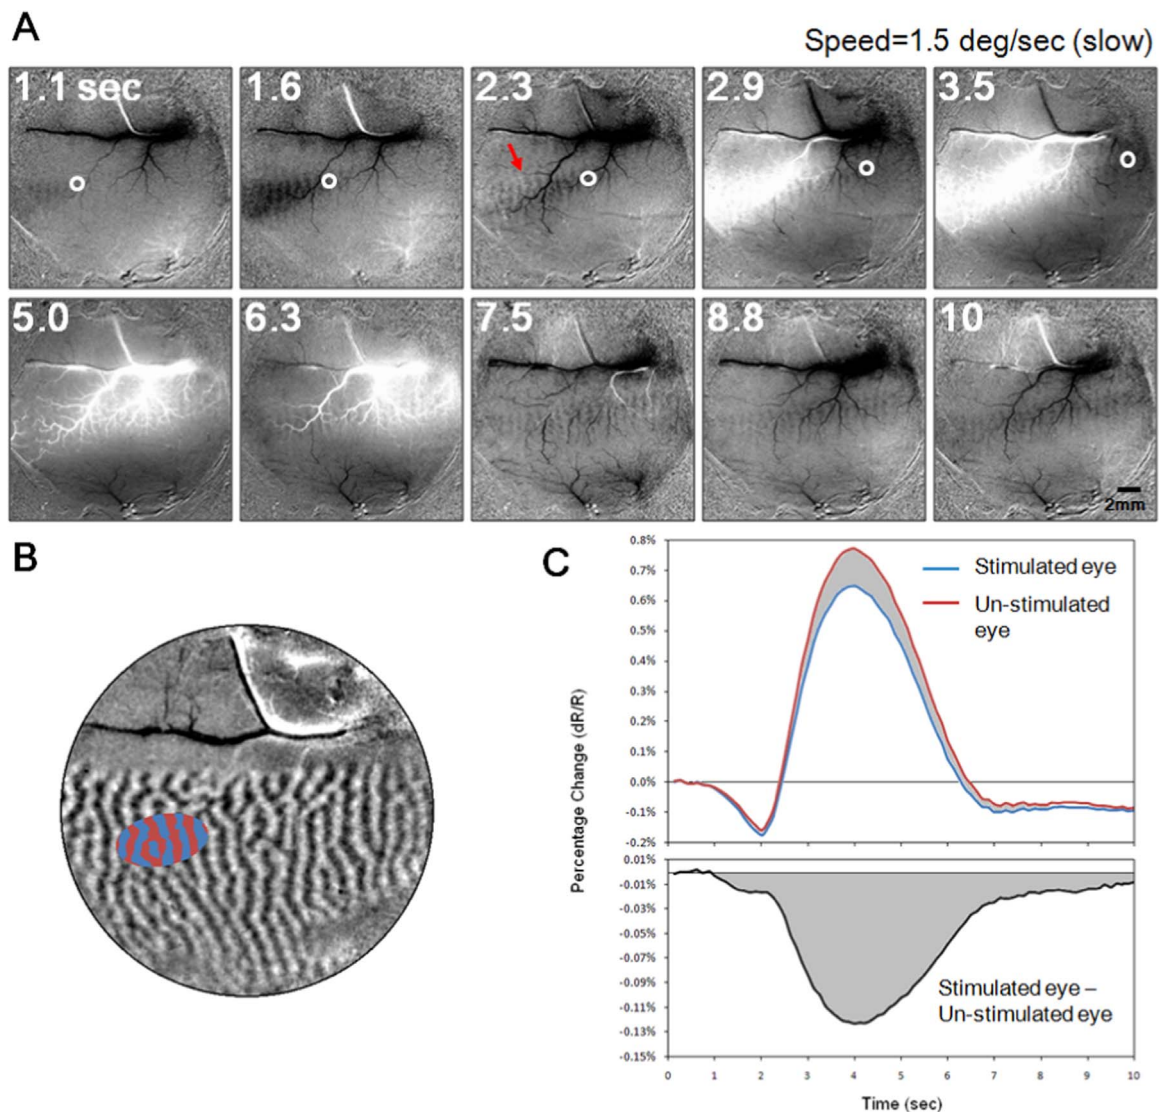 A
Speed=1.5 deg/sec (slow)
1.1 sec
1.6
2.3
2.9
3.5
5.0
6.3
7.5
8.8
10
2mm
B
C
Percentage Change (dR/R)
0.8%
0.7%
0.6%
0.5%
0.4%
0.3%
0.2%
0.1%
0.0%
-0.1%
-0.2%
Stimulated eye
Un-stimulated
eye
0.01%
-0.01%
-0.03%
-0.05%
-0.07%
-0.09%
-0.11%
-0.13%
-0.15%
Stimulated eye –
Un-stimulated eye
0 1 2 3 4 5 6 7 8 9 10
Time (sec)